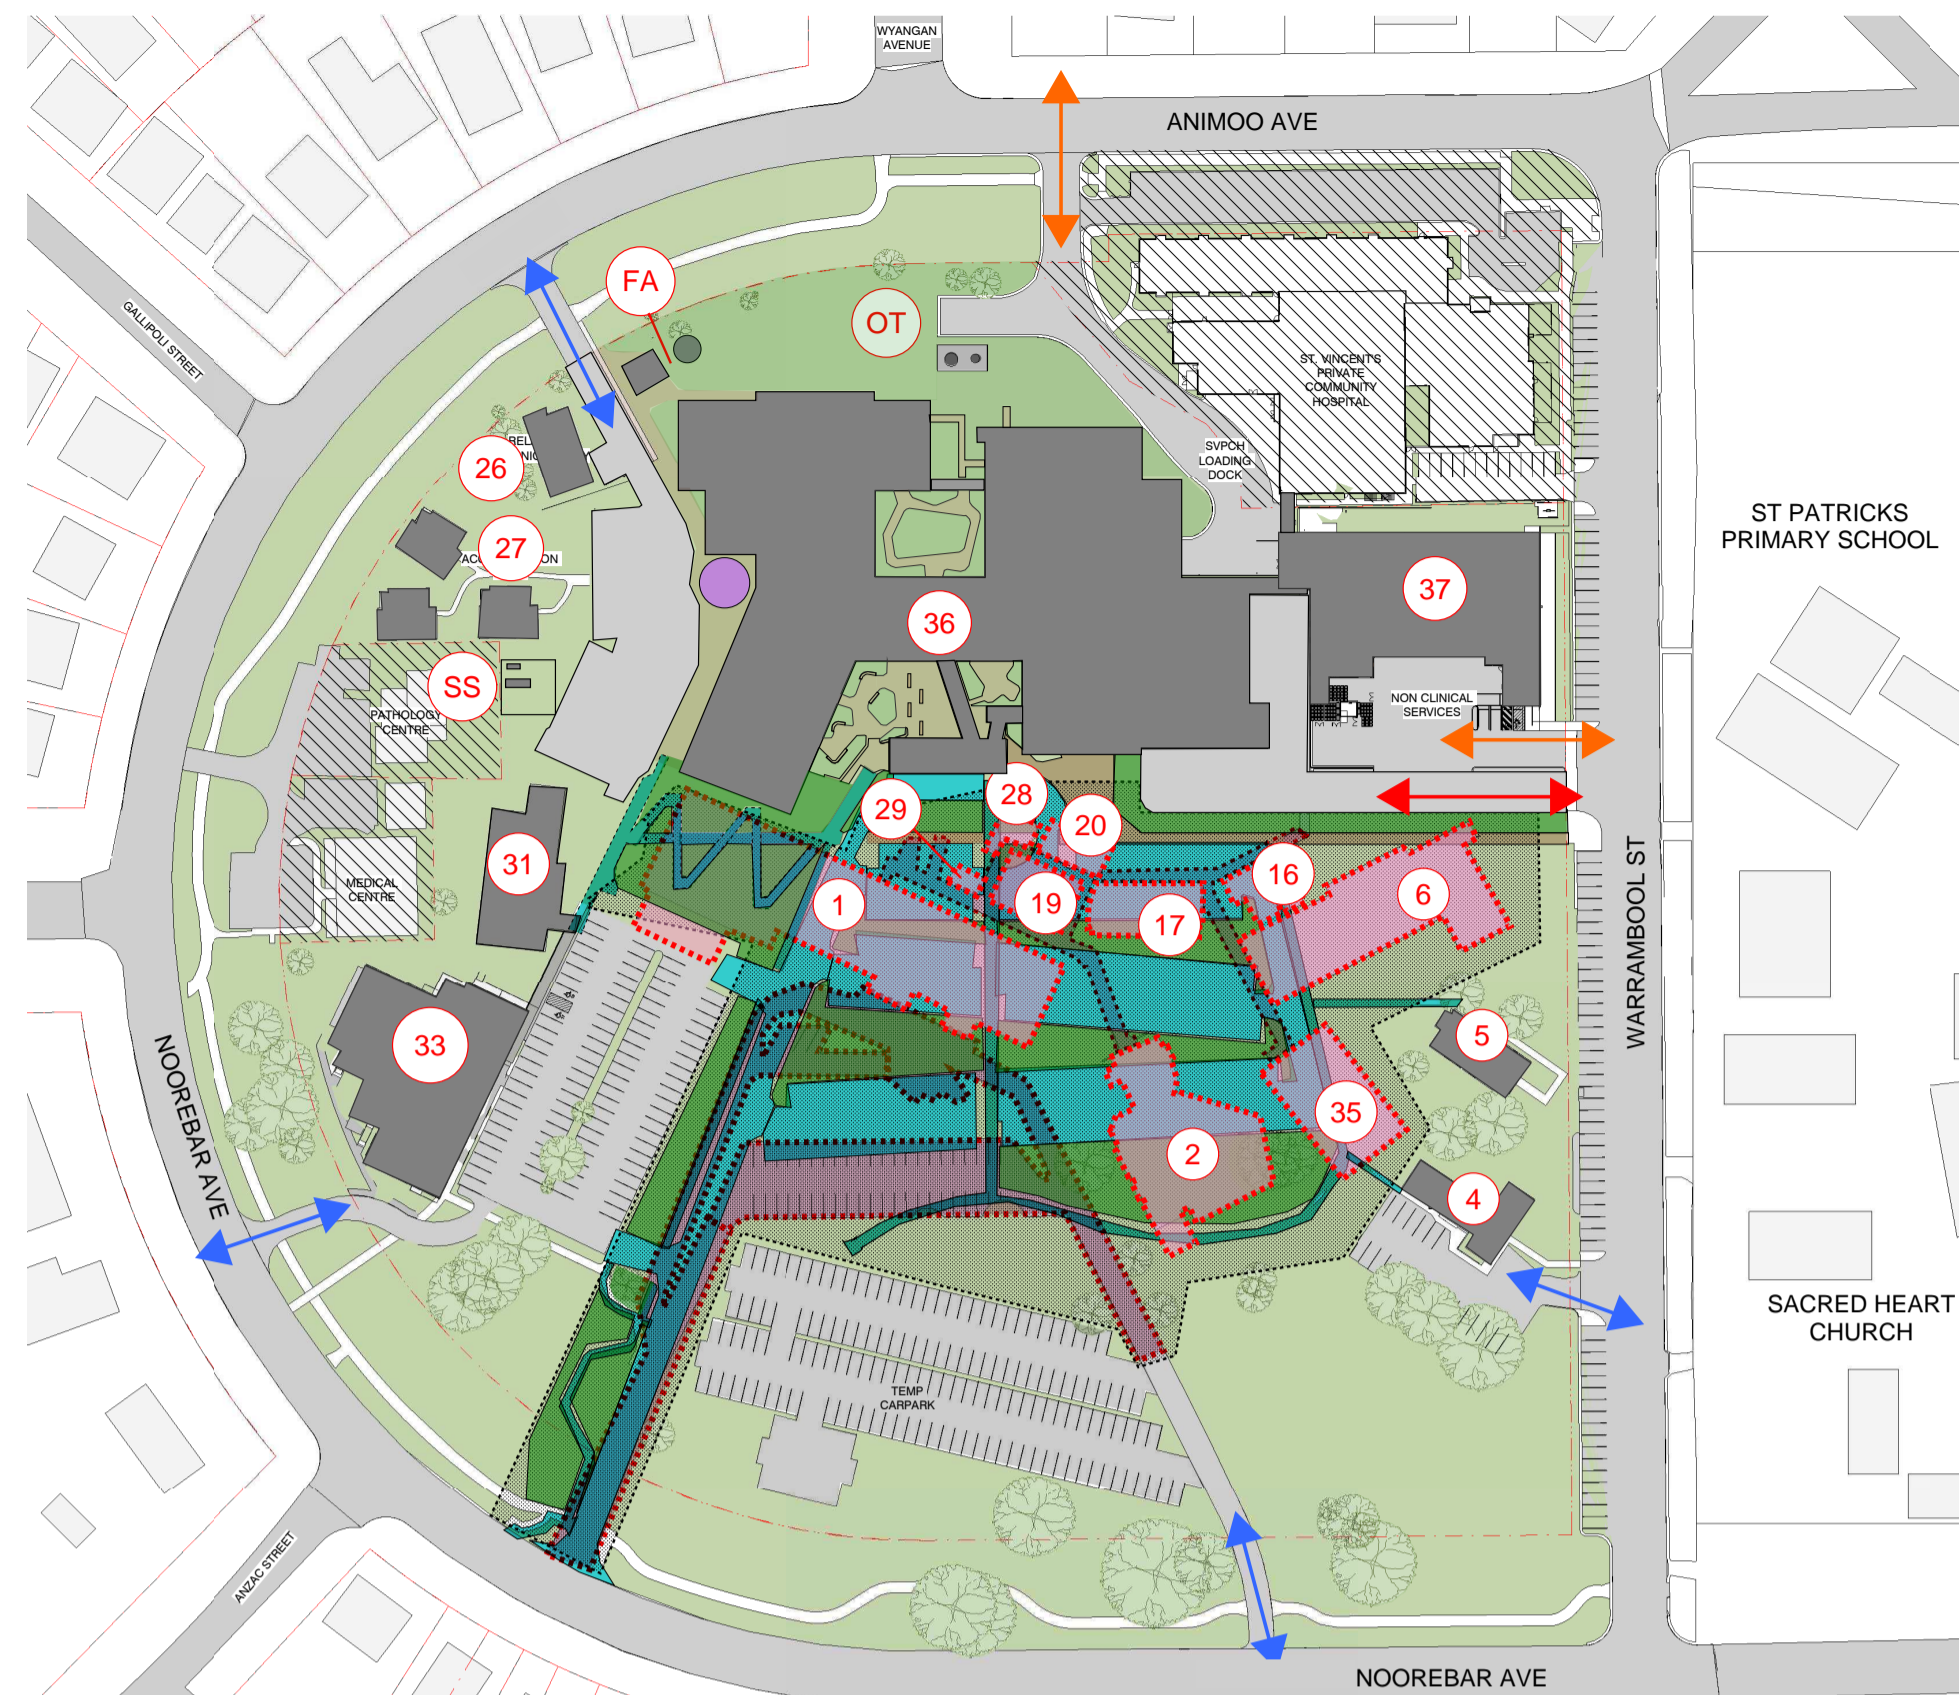 WYANGAN
AVENUE
ANIMOO AVE
FA
OT
GALLIPOLI STREET
ST. VINCENT'S
PRIVATE
COMMUNITY
HOSPITAL
26
SVPCH
LOADING
DOCK
27
ST PATRICKS
PRIMARY SCHOOL
36
37
SS
PATHOLOGY
CENTRE
NON CLINICAL
SERVICES
28
29
20
31
MEDICAL
CENTRE
1
19
17
16
6
WARRAMBOOL ST
33
5
NOOREBAR AVE
35
2
4
SACRED HEART
CHURCH
TEMP
CARPARK
ANZAC STREET
NOOREBAR AVE